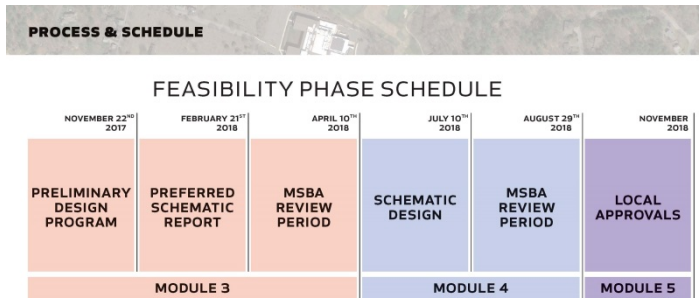 PROCESS & SCHEDULE
FEASIBILITY PHASE SCHEDULE
NOVEMBER 22ND
2017
FEBRUARY 21ST
2018
APRIL 10TH
2018
JULY 10TH
2018
AUGUST 29TH
2018
NOVEMBER
2018
PRELIMINARY
DESIGN
PROGRAM
PREFERRED
SCHEMATIC
REPORT
MSBA
REVIEW
PERIOD
SCHEMATIC
DESIGN
MSBA
REVIEW
PERIOD
LOCAL
APPROVALS
MODULE 3
MODULE 4
MODULE 5